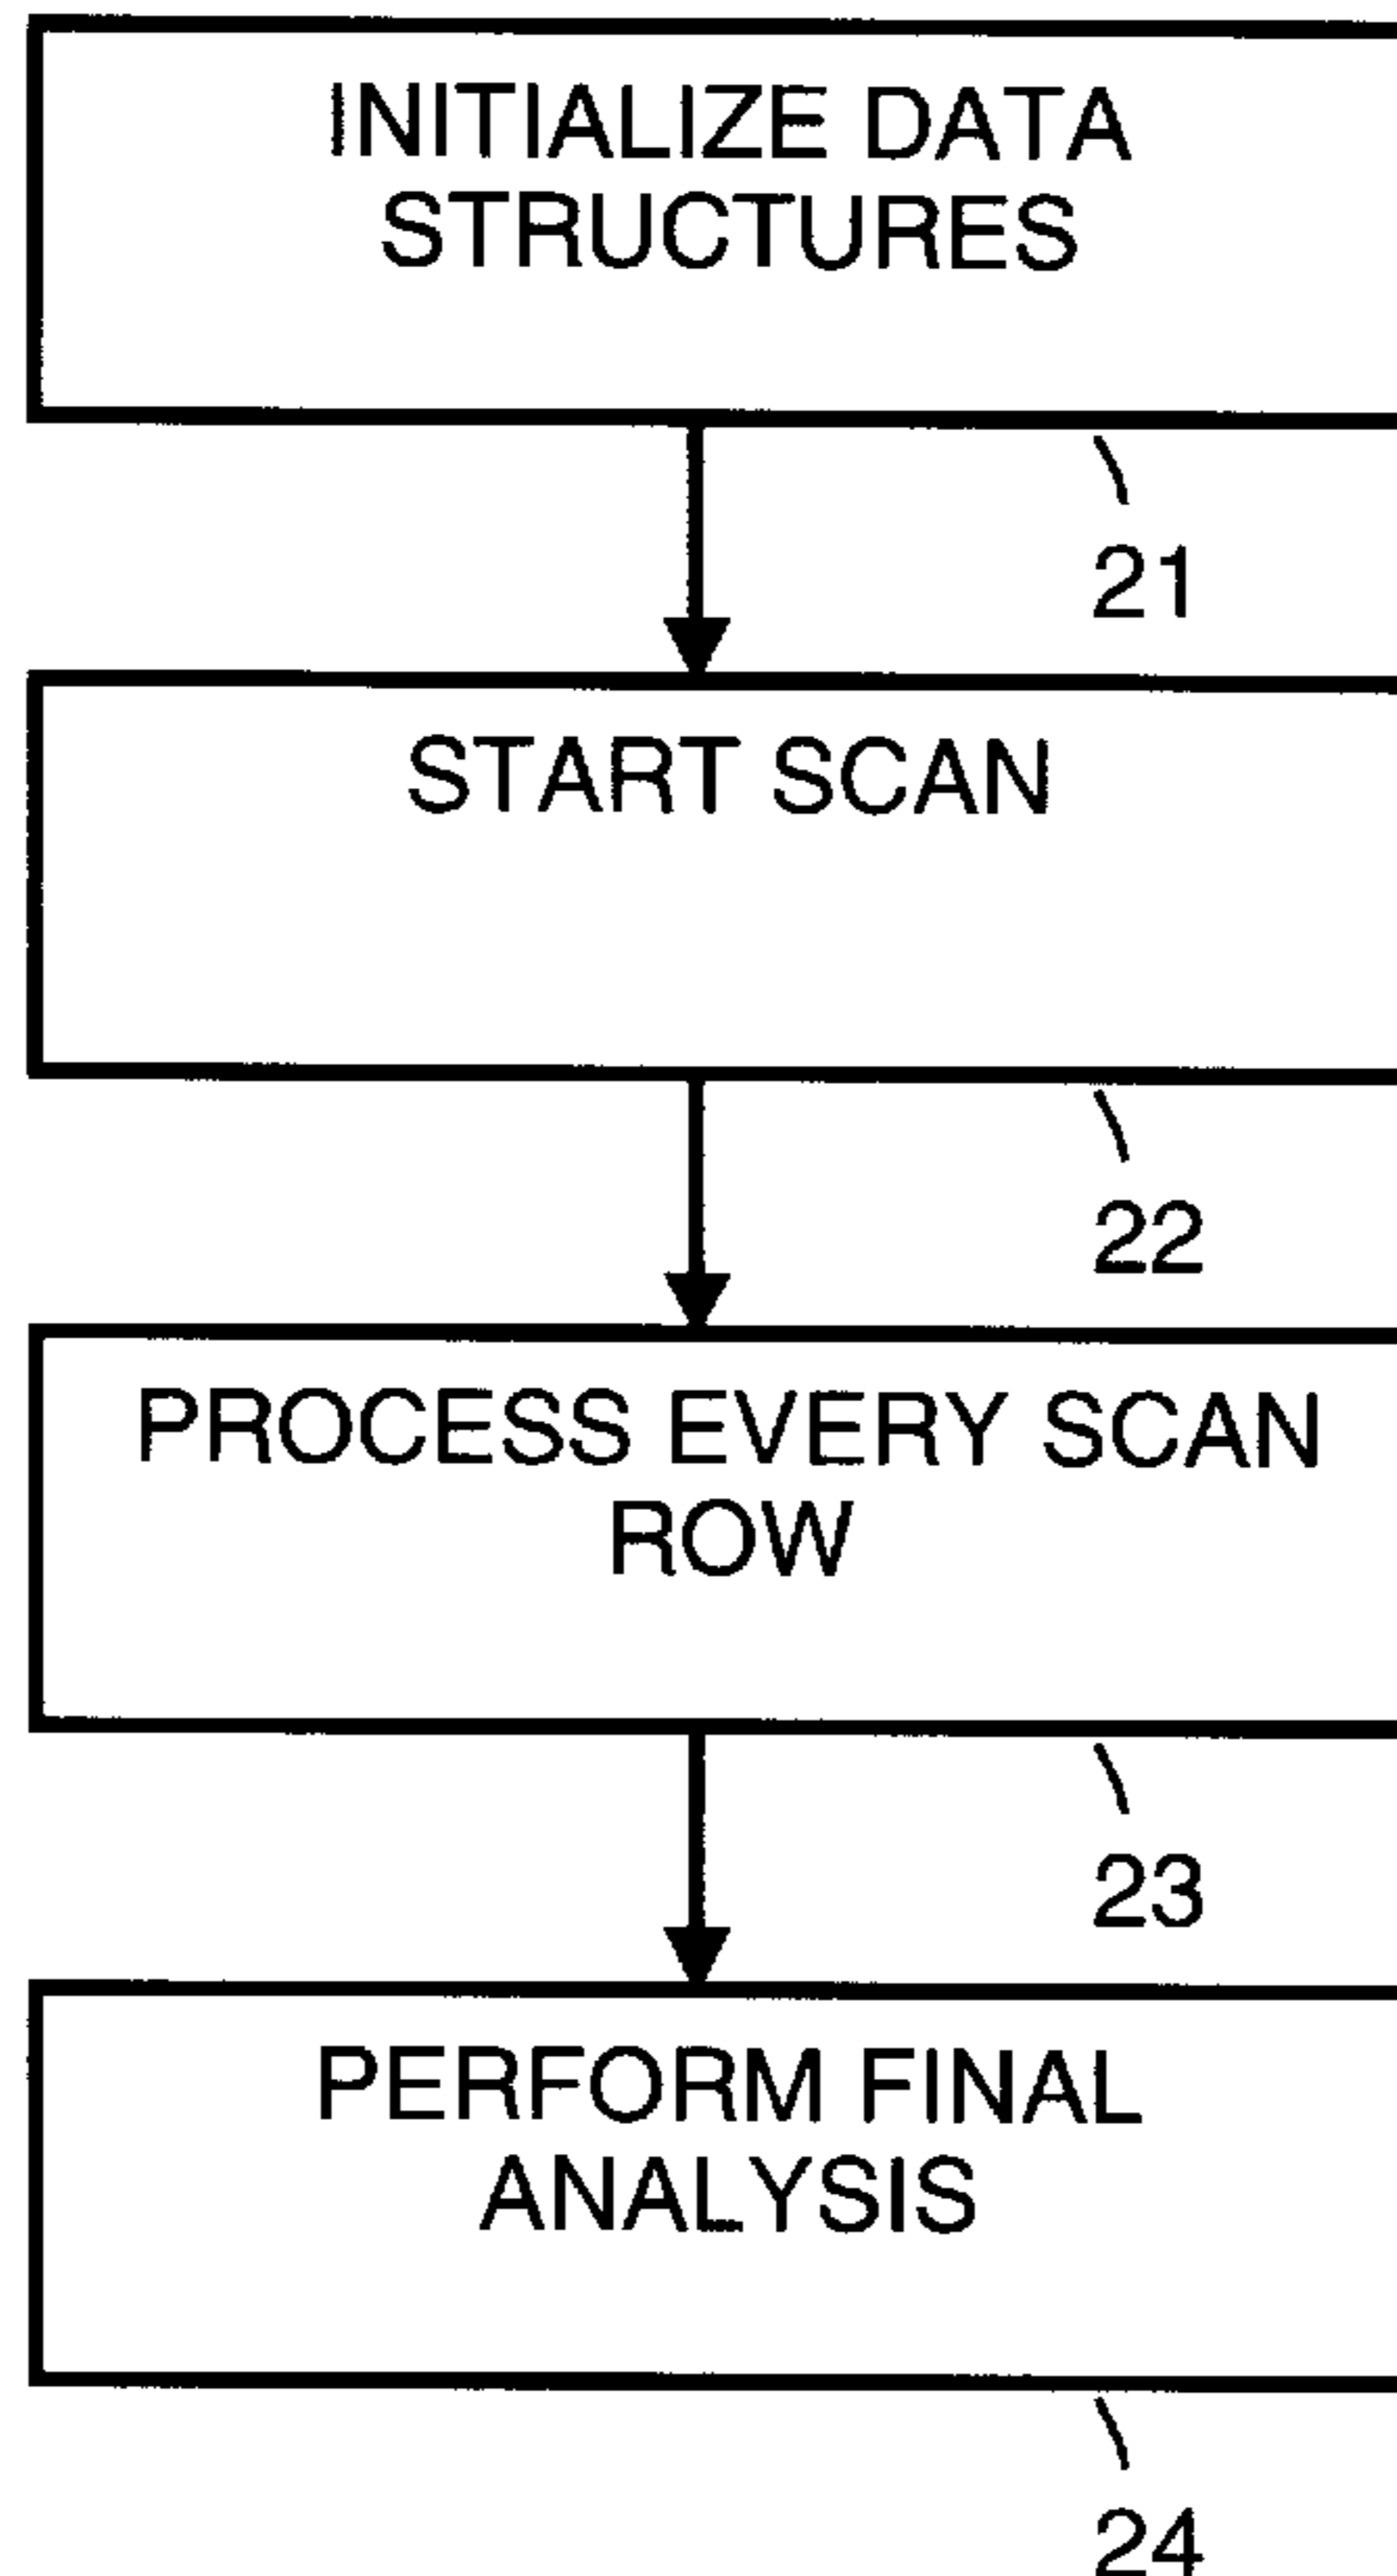 INITIALIZE DATA
STRUCTURES
21
START SCAN
22
PROCESS EVERY SCAN
ROW
23
PERFORM FINAL
ANALYSIS
24